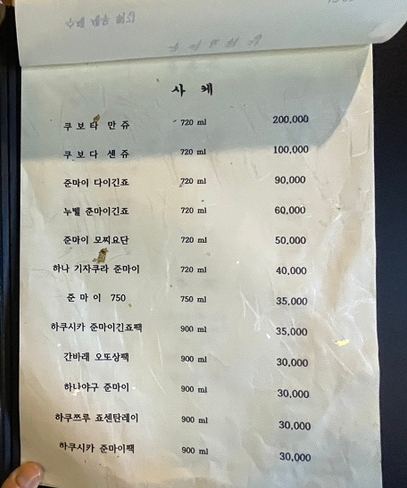 사 케
쿠 보 타 만 쥬 720 ml 200,000
쿠 보 다 센 쥬 720 ml 100,000
준마이 다이긴죠 720 ml 90,000
누벨 준마이긴죠 720 ml 60,000
준마이 모찌요단 720 ml 50,000
하나 기자쿠라 준마이 720 ml 40,000
준 마 이 750 750 ml 35,000
하쿠시카 준마이긴죠팩 900 ml 35,000
간바래 오또상팩 900 ml 30,000
하나야구 준마이 900 ml 30,000
하쿠쯔루 죠센탄레이 900 ml 30,000
하쿠시카 준마이팩 900 ml 30,000